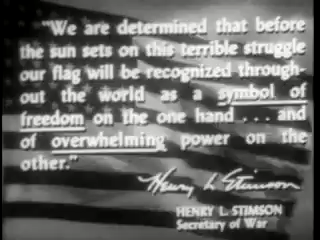 "We are determined that before
the sun sets on this terrible struggle
our flag will be recognized through-
out the world as a symbol of
freedom on the one hand . . . and
of overwhelming power on the
other."
Henry L. Stimson
HENRY L. STIMSON
Secretary of War